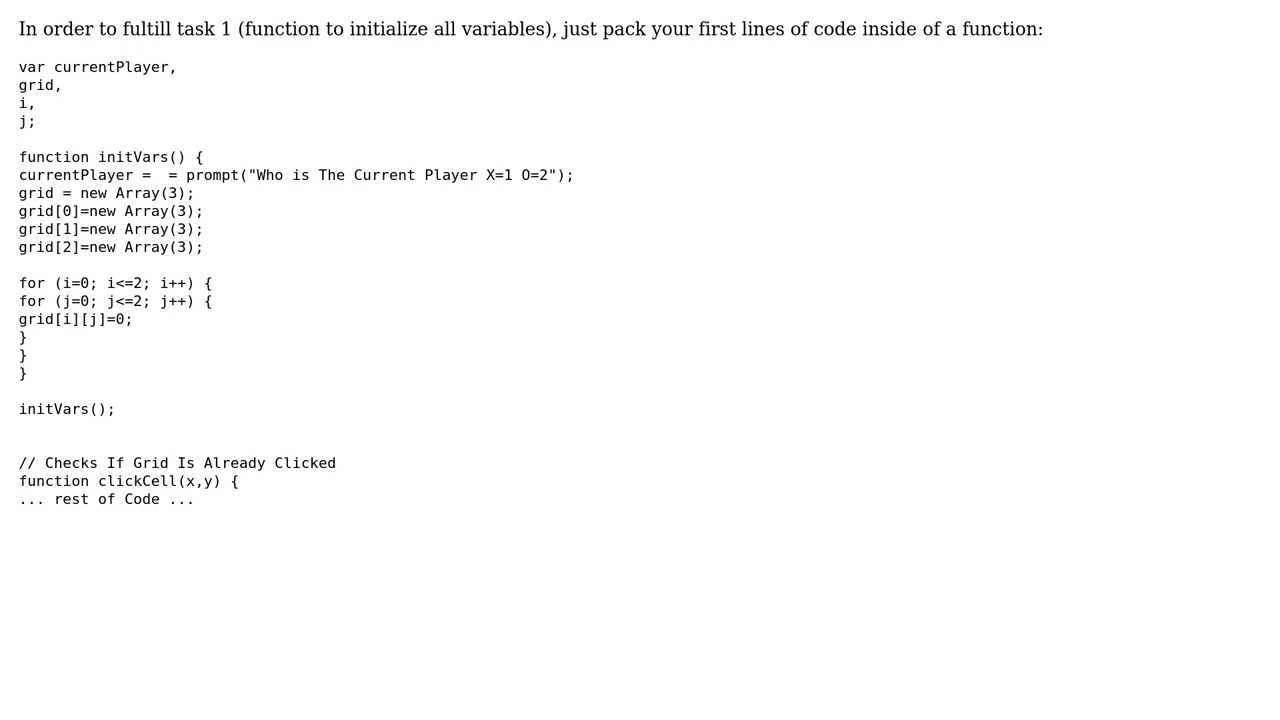 In order to fultill task 1 (function to initialize all variables), just pack your first lines of code inside of a function:
var currentPlayer,
grid,
i,
j;
function initVars() {
currentPlayer =  = prompt("Who is The Current Player X=1 O=2");
grid = new Array(3);
grid[0]=new Array(3);
grid[1]=new Array(3);
grid[2]=new Array(3);
for (i=0; i<=2; i++) {
for (j=0; j<=2; j++) {
grid[i][j]=0;
}
}
}
initVars();
// Checks If Grid Is Already Clicked
function clickCell(x,y) {
... rest of Code ...